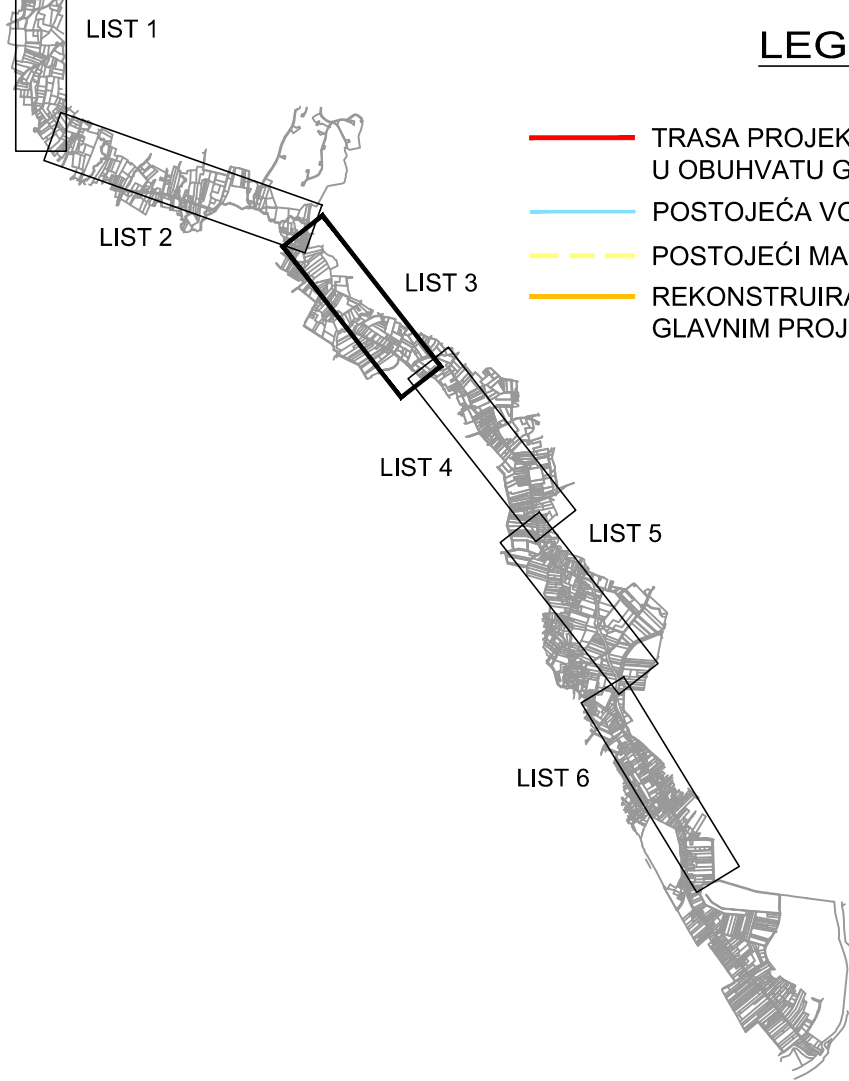 LIST 1
LEG
TRASA PROJEK
U OBUHVATU G
POSTOJEĆA VO
LIST 2
POSTOJEĆI MA
LIST 3
REKONSTRUIRA
GLAVNIM PROJ
LIST 4
LIST 5
LIST 6